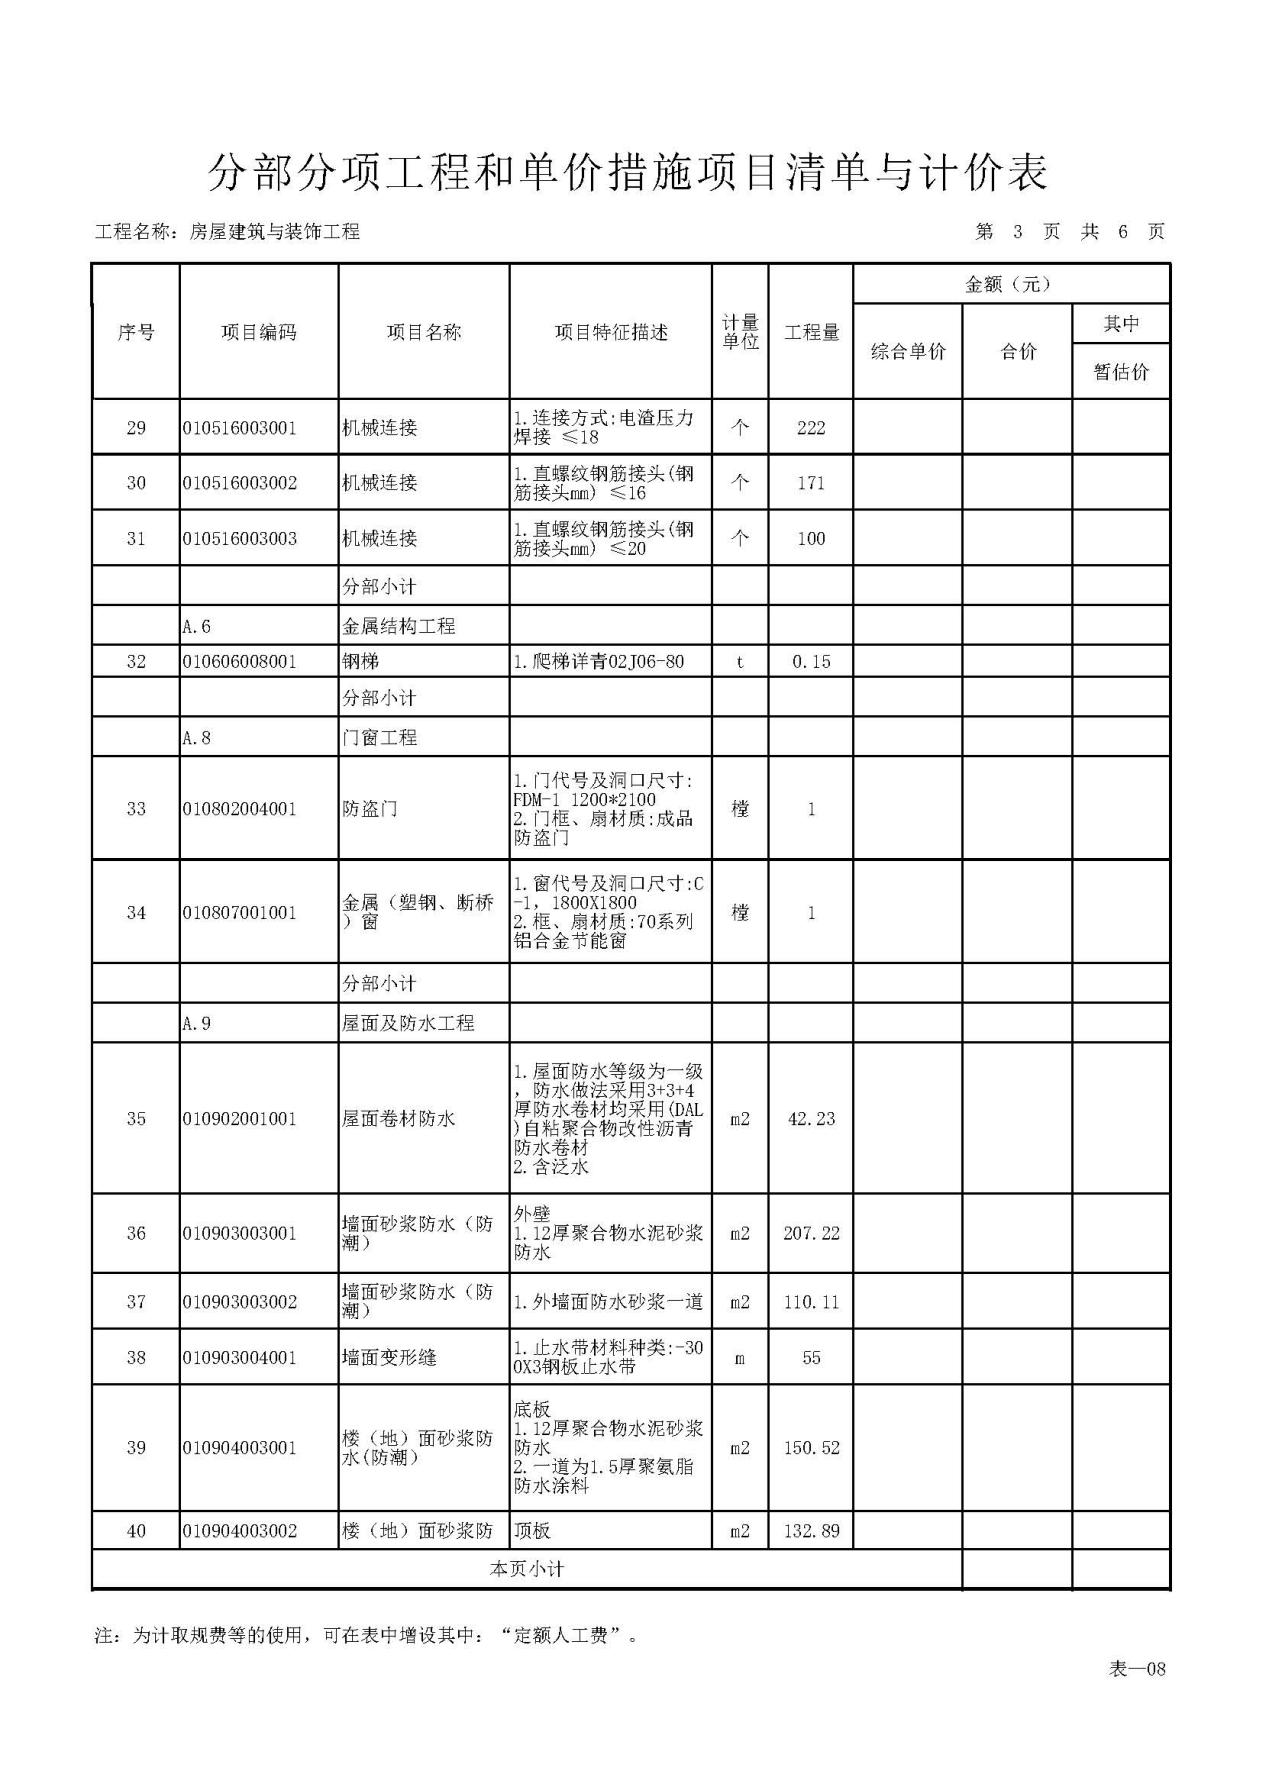 分部分项工程和单价措施项目清单与计价表
工程名称：房屋建筑与装饰工程 第 3 页 共 6 页
序号 项目编码 项目名称 项目特征描述 计量单位 工程量 金额（元）
综合单价 合价 其中
暂估价
29 010516003001 机械连接 1.连接方式:电渣压力
焊接 ≤18 个 222
30 010516003002 机械连接 1.直螺纹钢筋接头(钢
筋接头mm) ≤16 个 171
31 010516003003 机械连接 1.直螺纹钢筋接头(钢
筋接头mm) ≤20 个 100
分部小计
A.6 金属结构工程
32 010606008001 钢梯 1.爬梯详青02J06-80 t 0.15
分部小计
A.8 门窗工程
33 010802004001 防盗门 1.门代号及洞口尺寸:
FDM-1 1200*2100
2.门框、扇材质:成品
防盗门 樘 1
34 010807001001 金属（塑钢、断桥
）窗 1.窗代号及洞口尺寸:C
-1, 1800X1800
2.框、扇材质:70系列
铝合金节能窗 樘 1
分部小计
A.9 屋面及防水工程
35 010902001001 屋面卷材防水 1.屋面防水等级为一级
，防水做法采用3+3+4
厚防水卷材均采用(DAL
)自粘聚合物改性沥青
防水卷材
2.含泛水 m2 42.23
36 010903003001 墙面砂浆防水（防
潮） 外壁
1.12厚聚合物水泥砂浆
防水 m2 207.22
37 010903003002 墙面砂浆防水（防
潮） 1.外墙面防水砂浆一道 m2 110.11
38 010903004001 墙面变形缝 1.止水带材料种类:-30
0X3钢板止水带 m 55
39 010904003001 楼（地）面砂浆防
水(防潮） 底板
1.12厚聚合物水泥砂浆
防水
2.一道为1.5厚聚氨脂
防水涂料 m2 150.52
40 010904003002 楼（地）面砂浆防 顶板 m2 132.89
本页小计
注：为计取规费等的使用，可在表中增设其中：“定额人工费”。
表—08